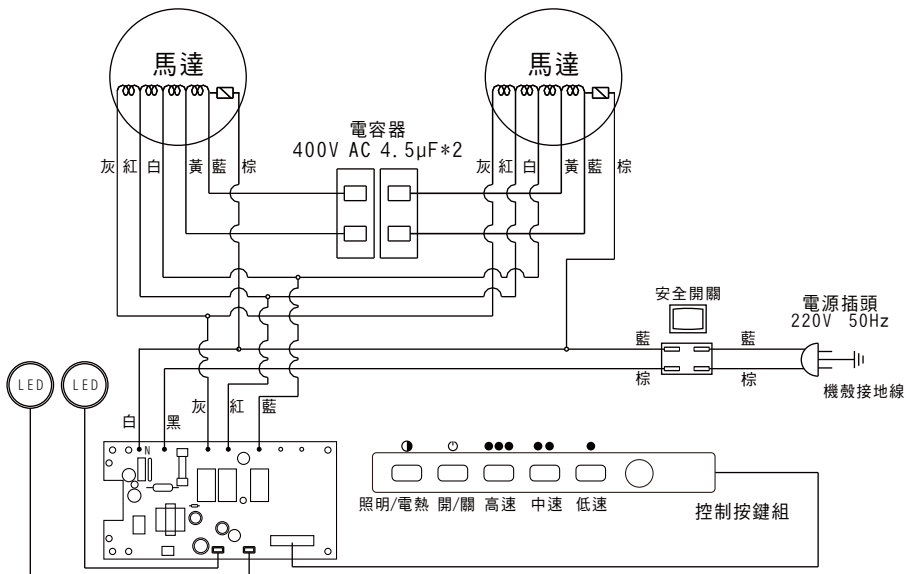 馬達
馬達
電容器
400V AC 4.5μF*2
灰 紅 白 黃 藍 棕
灰 紅 白 黃 藍 棕
安全開關
電源插頭
220V 50Hz
藍 藍
棕 棕
機殼接地線
LED LED
白 黑 灰 紅 藍
N
照明/電熱 開/關 高速 中速 低速
控制按鍵組